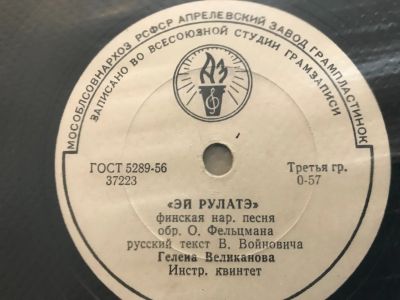 МОСОБЛСОВНАРХОЗ РСФСР АПРЕЛЕВСКИЙ ЗАВОД ГРАМПЛАСТИНОК
ЗАПИСАНО ВО ВСЕСОЮЗНОЙ СТУДИИ ГРАМЗАПИСИ
АЗ
ГОСТ 5289-56
37223
Третья гр.
0-57
«ЭЙ РУЛАТЭ»
финская нар. песня
обр. О. Фельцмана
русский текст В. Войновича
Гелена Великанова
Инстр. квинтет